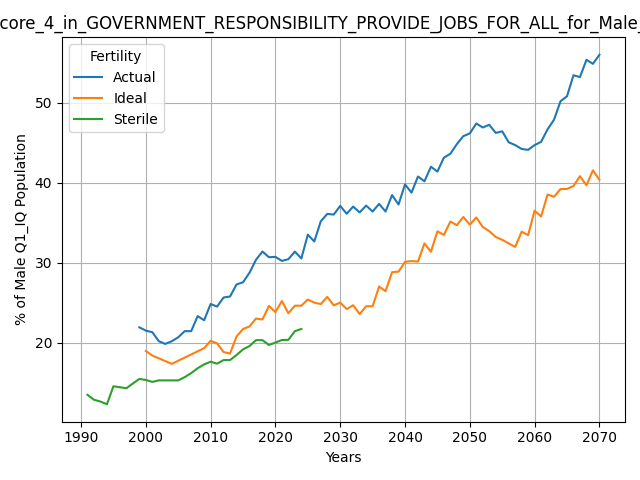 core_4_in_GOVERNMENT_RESPONSIBILITY_PROVIDE_JOBS_FOR_ALL_for_Male_
Fertility
Actual
Ideal
Sterile
% of Male Q1_IQ Population
50
40
30
20
1990 2000 2010 2020 2030 2040 2050 2060 2070
Years